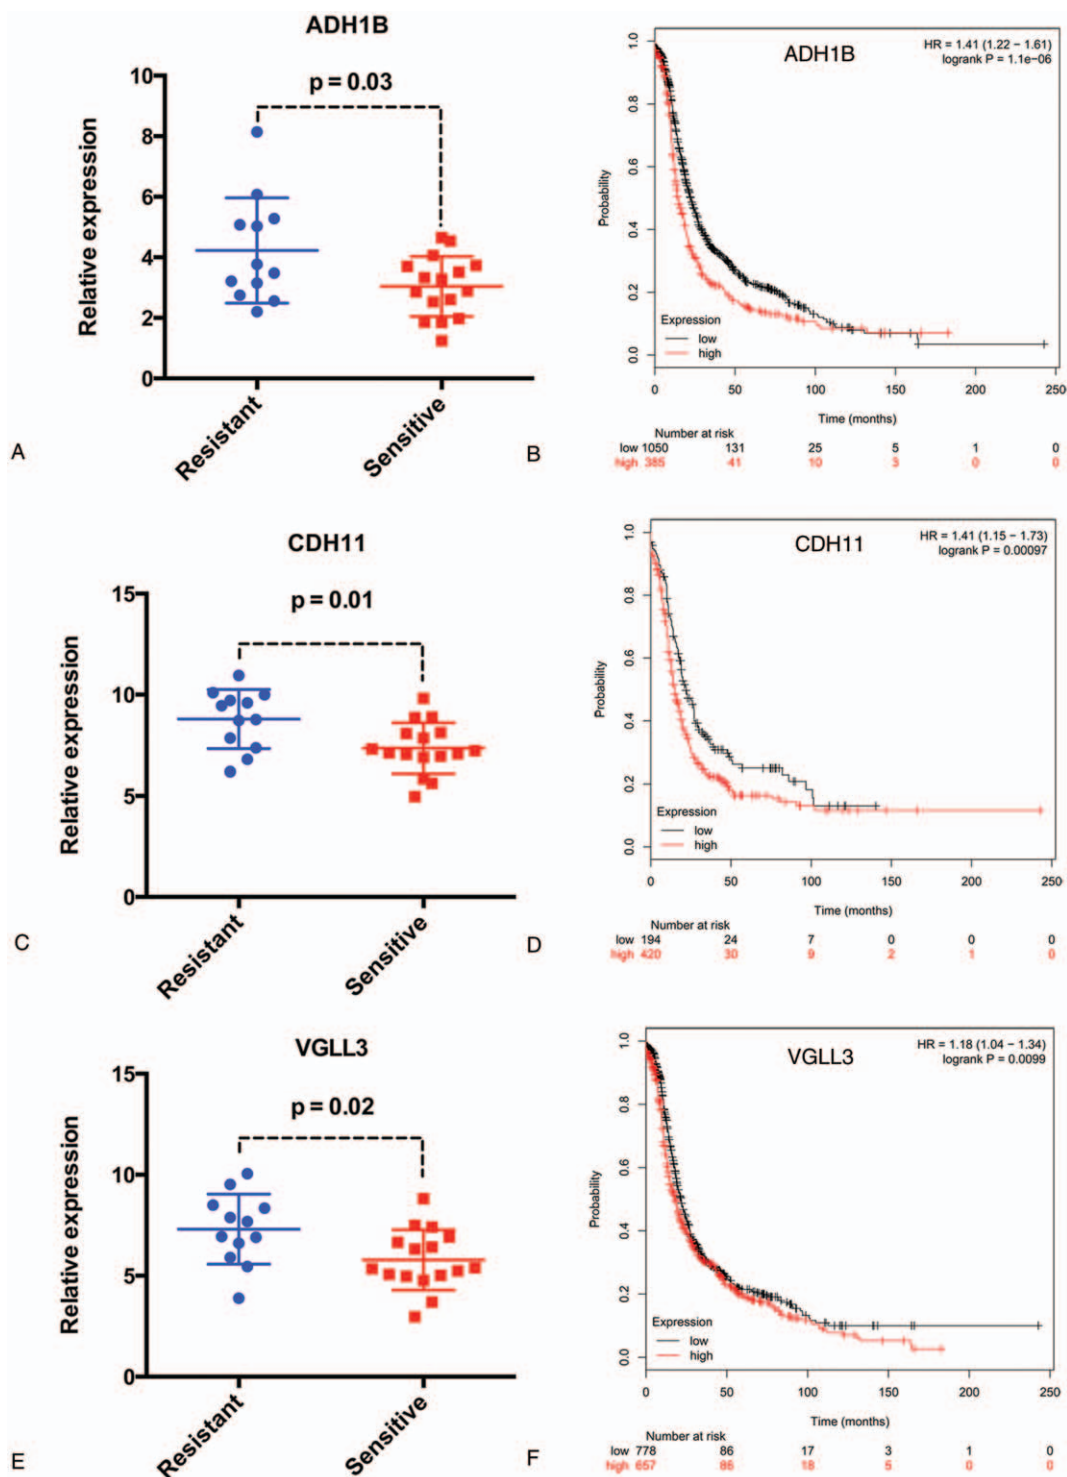 ADH1B
p = 0.03
Relative expression
10
8
6
4
2
0
Resistant
Sensitive
A
ADH1B
HR = 1.41 (1.22 − 1.61)
logrank P = 1.1e−06
Probability
1.0
0.8
0.6
0.4
0.2
0.0
Expression
low
high
0 50 100 150 200 250
Time (months)
Number at risk
low 1050 131 25 5 1 0
high 385 41 10 3 0 0
B
CDH11
p = 0.01
Relative expression
15
10
5
0
Resistant
Sensitive
C
CDH11
HR = 1.41 (1.15 − 1.73)
logrank P = 0.00097
Probability
1.0
0.8
0.6
0.4
0.2
0.0
Expression
low
high
0 50 100 150 200 250
Time (months)
Number at risk
low 194 24 7 0 0 0
high 420 30 9 2 1 0
D
VGLL3
p = 0.02
Relative expression
15
10
5
0
Resistant
Sensitive
E
VGLL3
HR = 1.18 (1.04 − 1.34)
logrank P = 0.0099
Probability
1.0
0.8
0.6
0.4
0.2
0.0
Expression
low
high
0 50 100 150 200 250
Time (months)
Number at risk
low 778 86 17 3 1 0
high 657 86 18 5 0 0
F